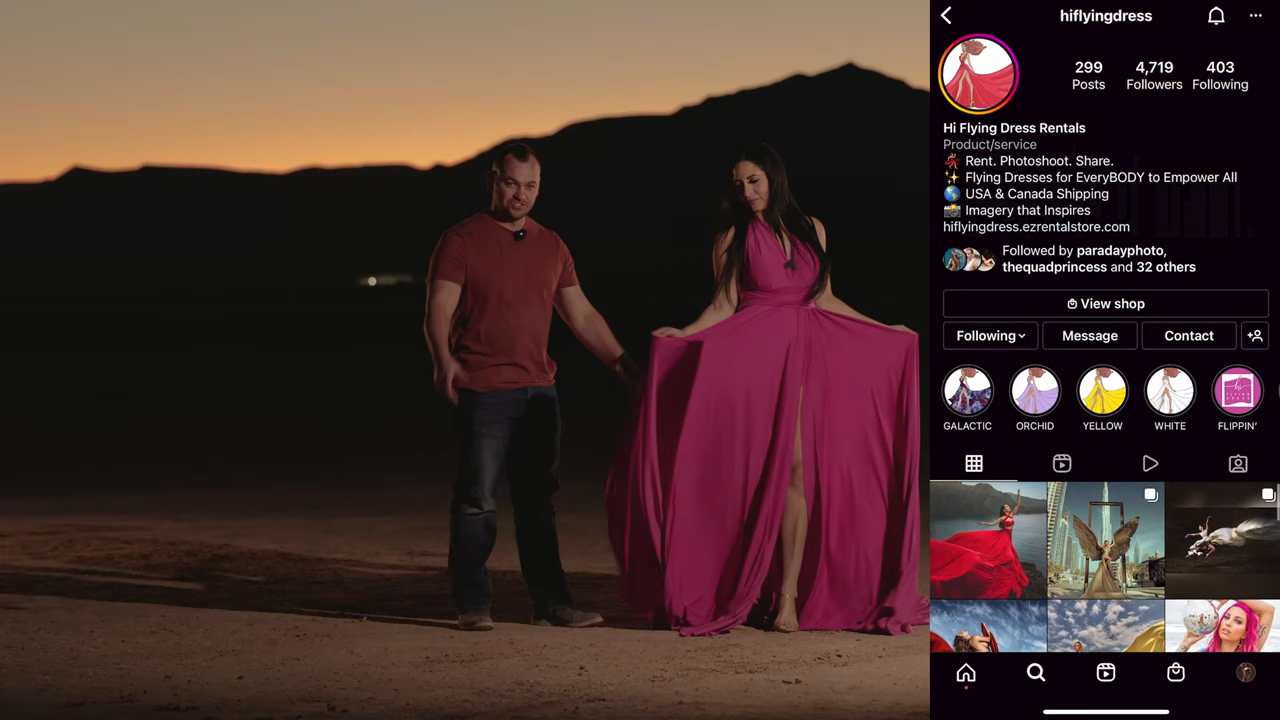 hiflyingdress
299 4,719 403
Posts Followers Following
Hi Flying Dress Rentals
Product/service
Rent. Photoshoot. Share.
Flying Dresses for EveryBODY to Empower All
USA & Canada Shipping
Imagery that Inspires
hiflyingdress.ezrentalstore.com
Followed by paradayphoto,
thequadprincess and 32 others
View shop
Following Message Contact
GALACTIC ORCHID YELLOW WHITE FLIPPIN'